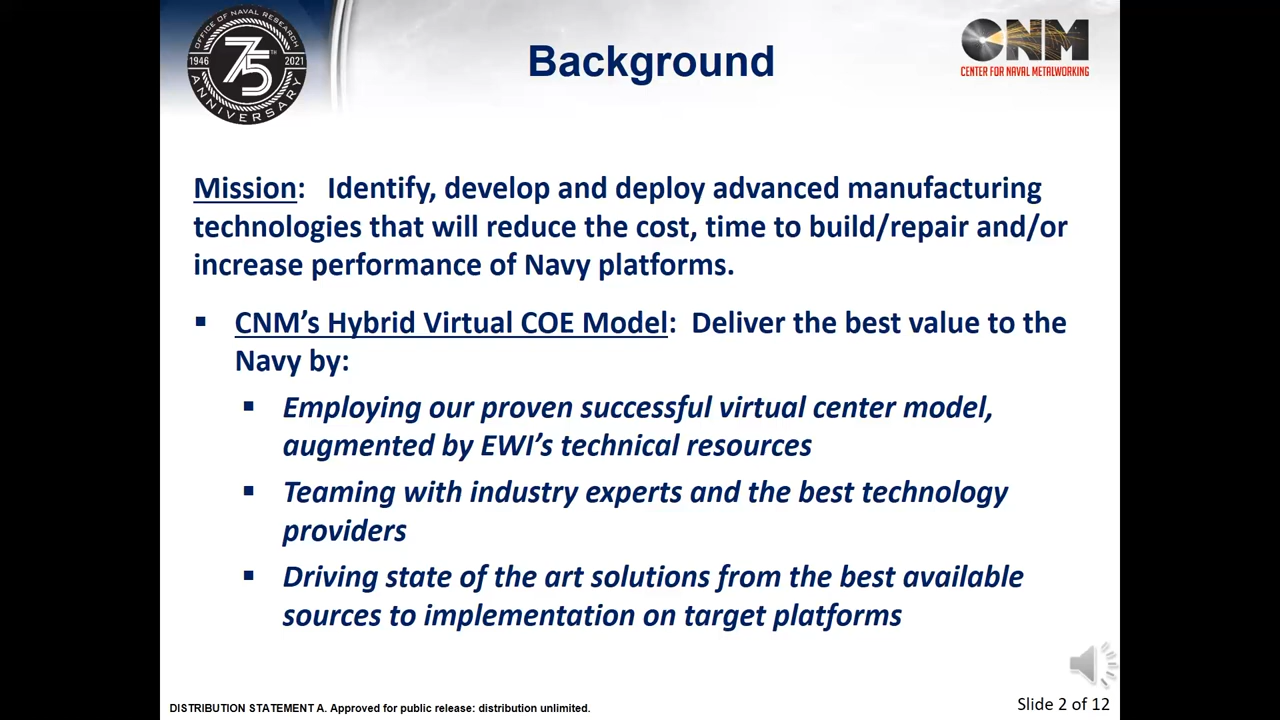 OFFICE OF NAVAL RESEARCH
75TH
1946 2021
ANNIVERSARY
Background
CNM
CENTER FOR NAVAL METALWORKING
Mission: Identify, develop and deploy advanced manufacturing
technologies that will reduce the cost, time to build/repair and/or
increase performance of Navy platforms.
▪ CNM’s Hybrid Virtual COE Model: Deliver the best value to the
Navy by:
▪ Employing our proven successful virtual center model,
augmented by EWI’s technical resources
▪ Teaming with industry experts and the best technology
providers
▪ Driving state of the art solutions from the best available
sources to implementation on target platforms
DISTRIBUTION STATEMENT A. Approved for public release: distribution unlimited.
Slide 2 of 12